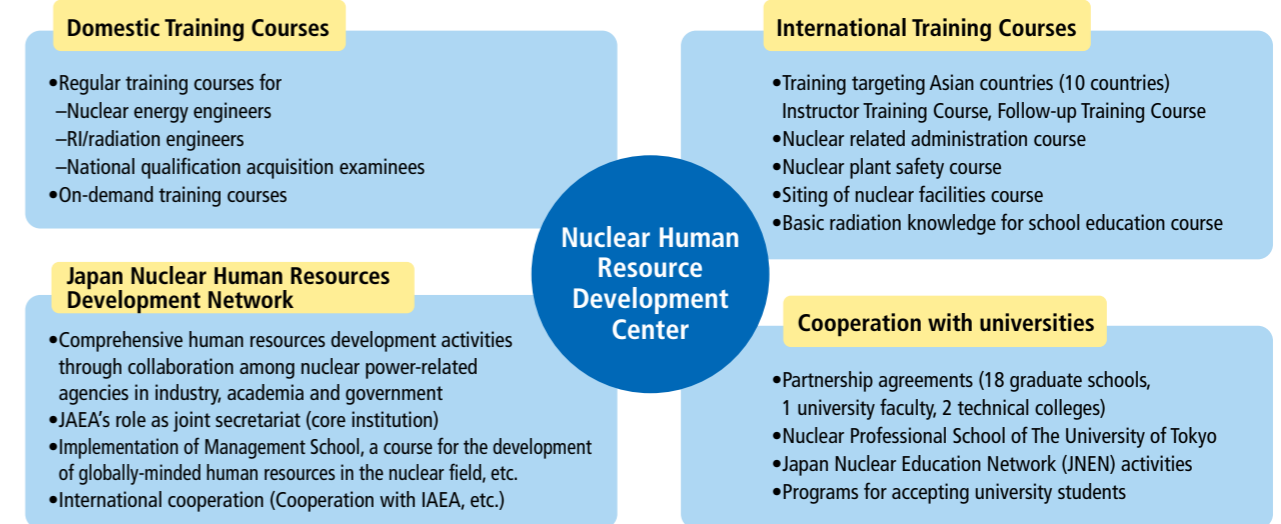 Domestic Training Courses
•Regular training courses for
–Nuclear energy engineers
–RI/radiation engineers
–National qualification acquisition examinees
•On-demand training courses
International Training Courses
•Training targeting Asian countries (10 countries)
Instructor Training Course, Follow-up Training Course
•Nuclear related administration course
•Nuclear plant safety course
•Siting of nuclear facilities course
•Basic radiation knowledge for school education course
Nuclear Human
Resource
Development
Center
Japan Nuclear Human Resources
Development Network
•Comprehensive human resources development activities
through collaboration among nuclear power-related
agencies in industry, academia and government
•JAEA's role as joint secretariat (core institution)
•Implementation of Management School, a course for the development
of globally-minded human resources in the nuclear field, etc.
•International cooperation (Cooperation with IAEA, etc.)
Cooperation with universities
•Partnership agreements (18 graduate schools,
1 university faculty, 2 technical colleges)
•Nuclear Professional School of The University of Tokyo
•Japan Nuclear Education Network (JNEN) activities
•Programs for accepting university students